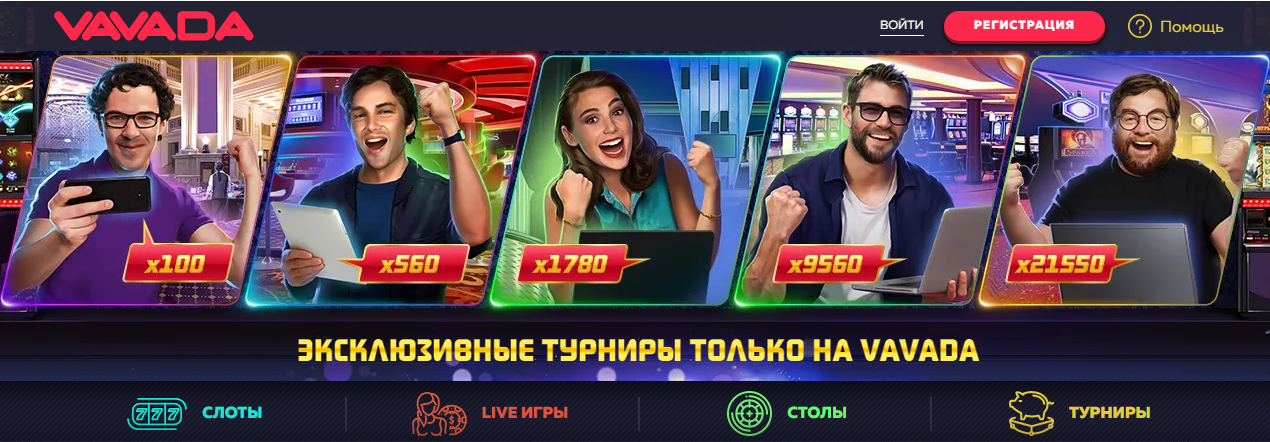 VAVADA
ВОЙТИ
РЕГИСТРАЦИЯ
? Помощь
x100
x560
x1780
x9560
x21550
ЭКСКЛЮЗИВНЫЕ ТУРНИРЫ ТОЛЬКО НА VAVADA
777 СЛОТЫ
LIVE ИГРЫ
СТОЛЫ
ТУРНИРЫ